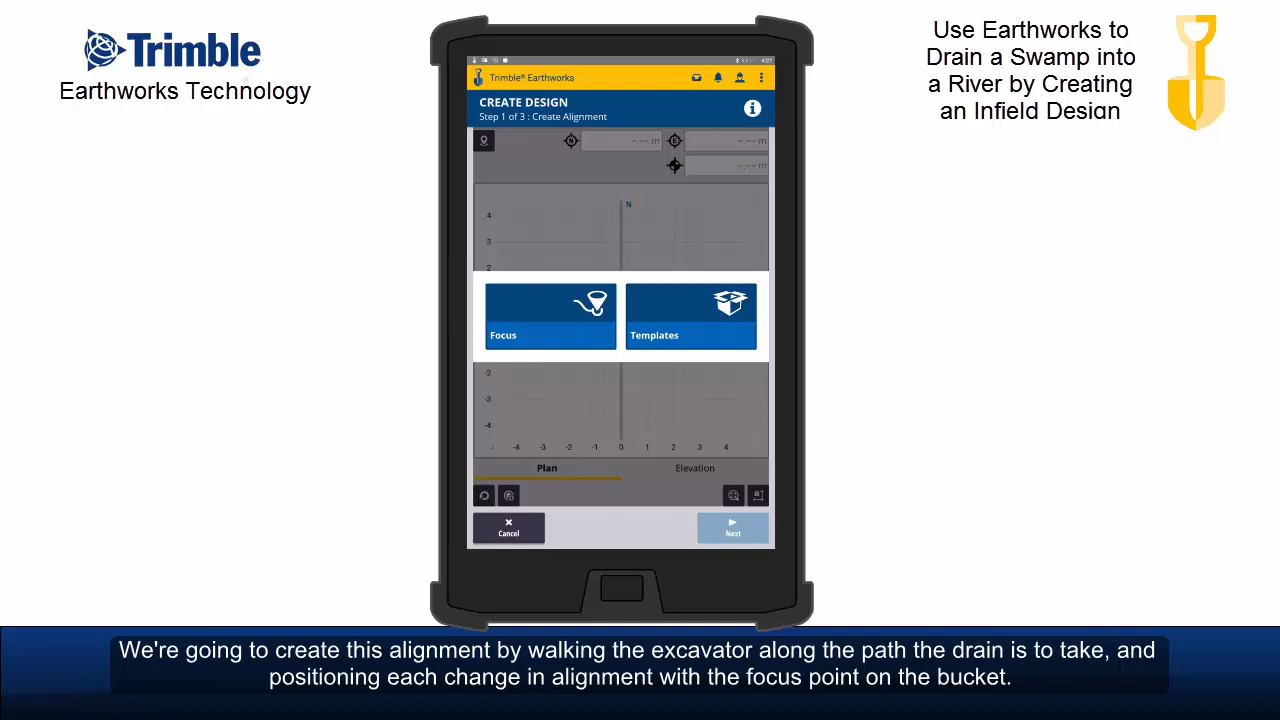 Trimble
Earthworks Technology
Use Earthworks to
Drain a Swamp into
a River by Creating
an Infield Design
4:27
Trimble® Earthworks
CREATE DESIGN
Step 1 of 3 : Create Alignment
N -.--- m E -.--- m
-.--- m
N
4
3
2
Focus
Templates
-2
-3
-4
-4 -3 -2 -1 0 1 2 3 4
Plan Elevation
Cancel
Next
We're going to create this alignment by walking the excavator along the path the drain is to take, and
positioning each change in alignment with the focus point on the bucket.